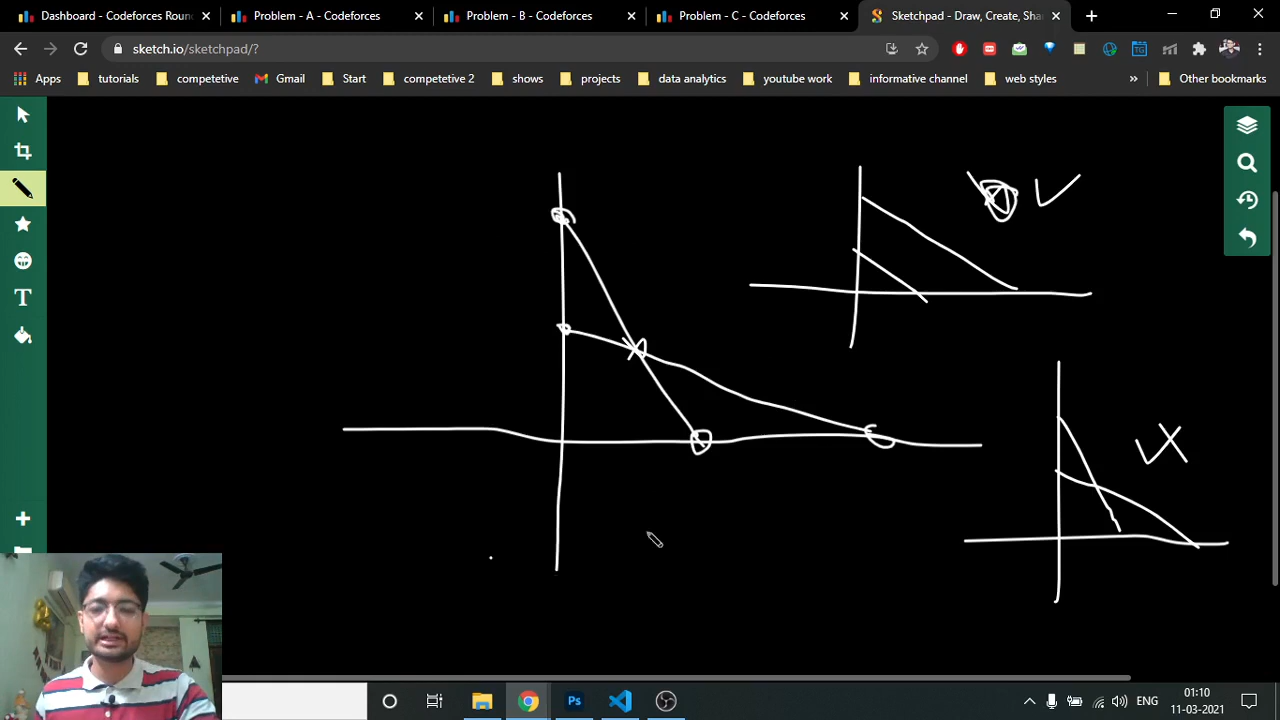 Dashboard - Codeforces Roun
Problem - A - Codeforces
Problem - B - Codeforces
Problem - C - Codeforces
Sketchpad - Draw, Create, Sha
sketch.io/sketchpad/?
Apps
tutorials
competetive
Gmail
Start
competetive 2
shows
projects
data analytics
youtube work
informative channel
web styles
»
Other bookmarks
T
Ps
ENG
01:10
11-03-2021